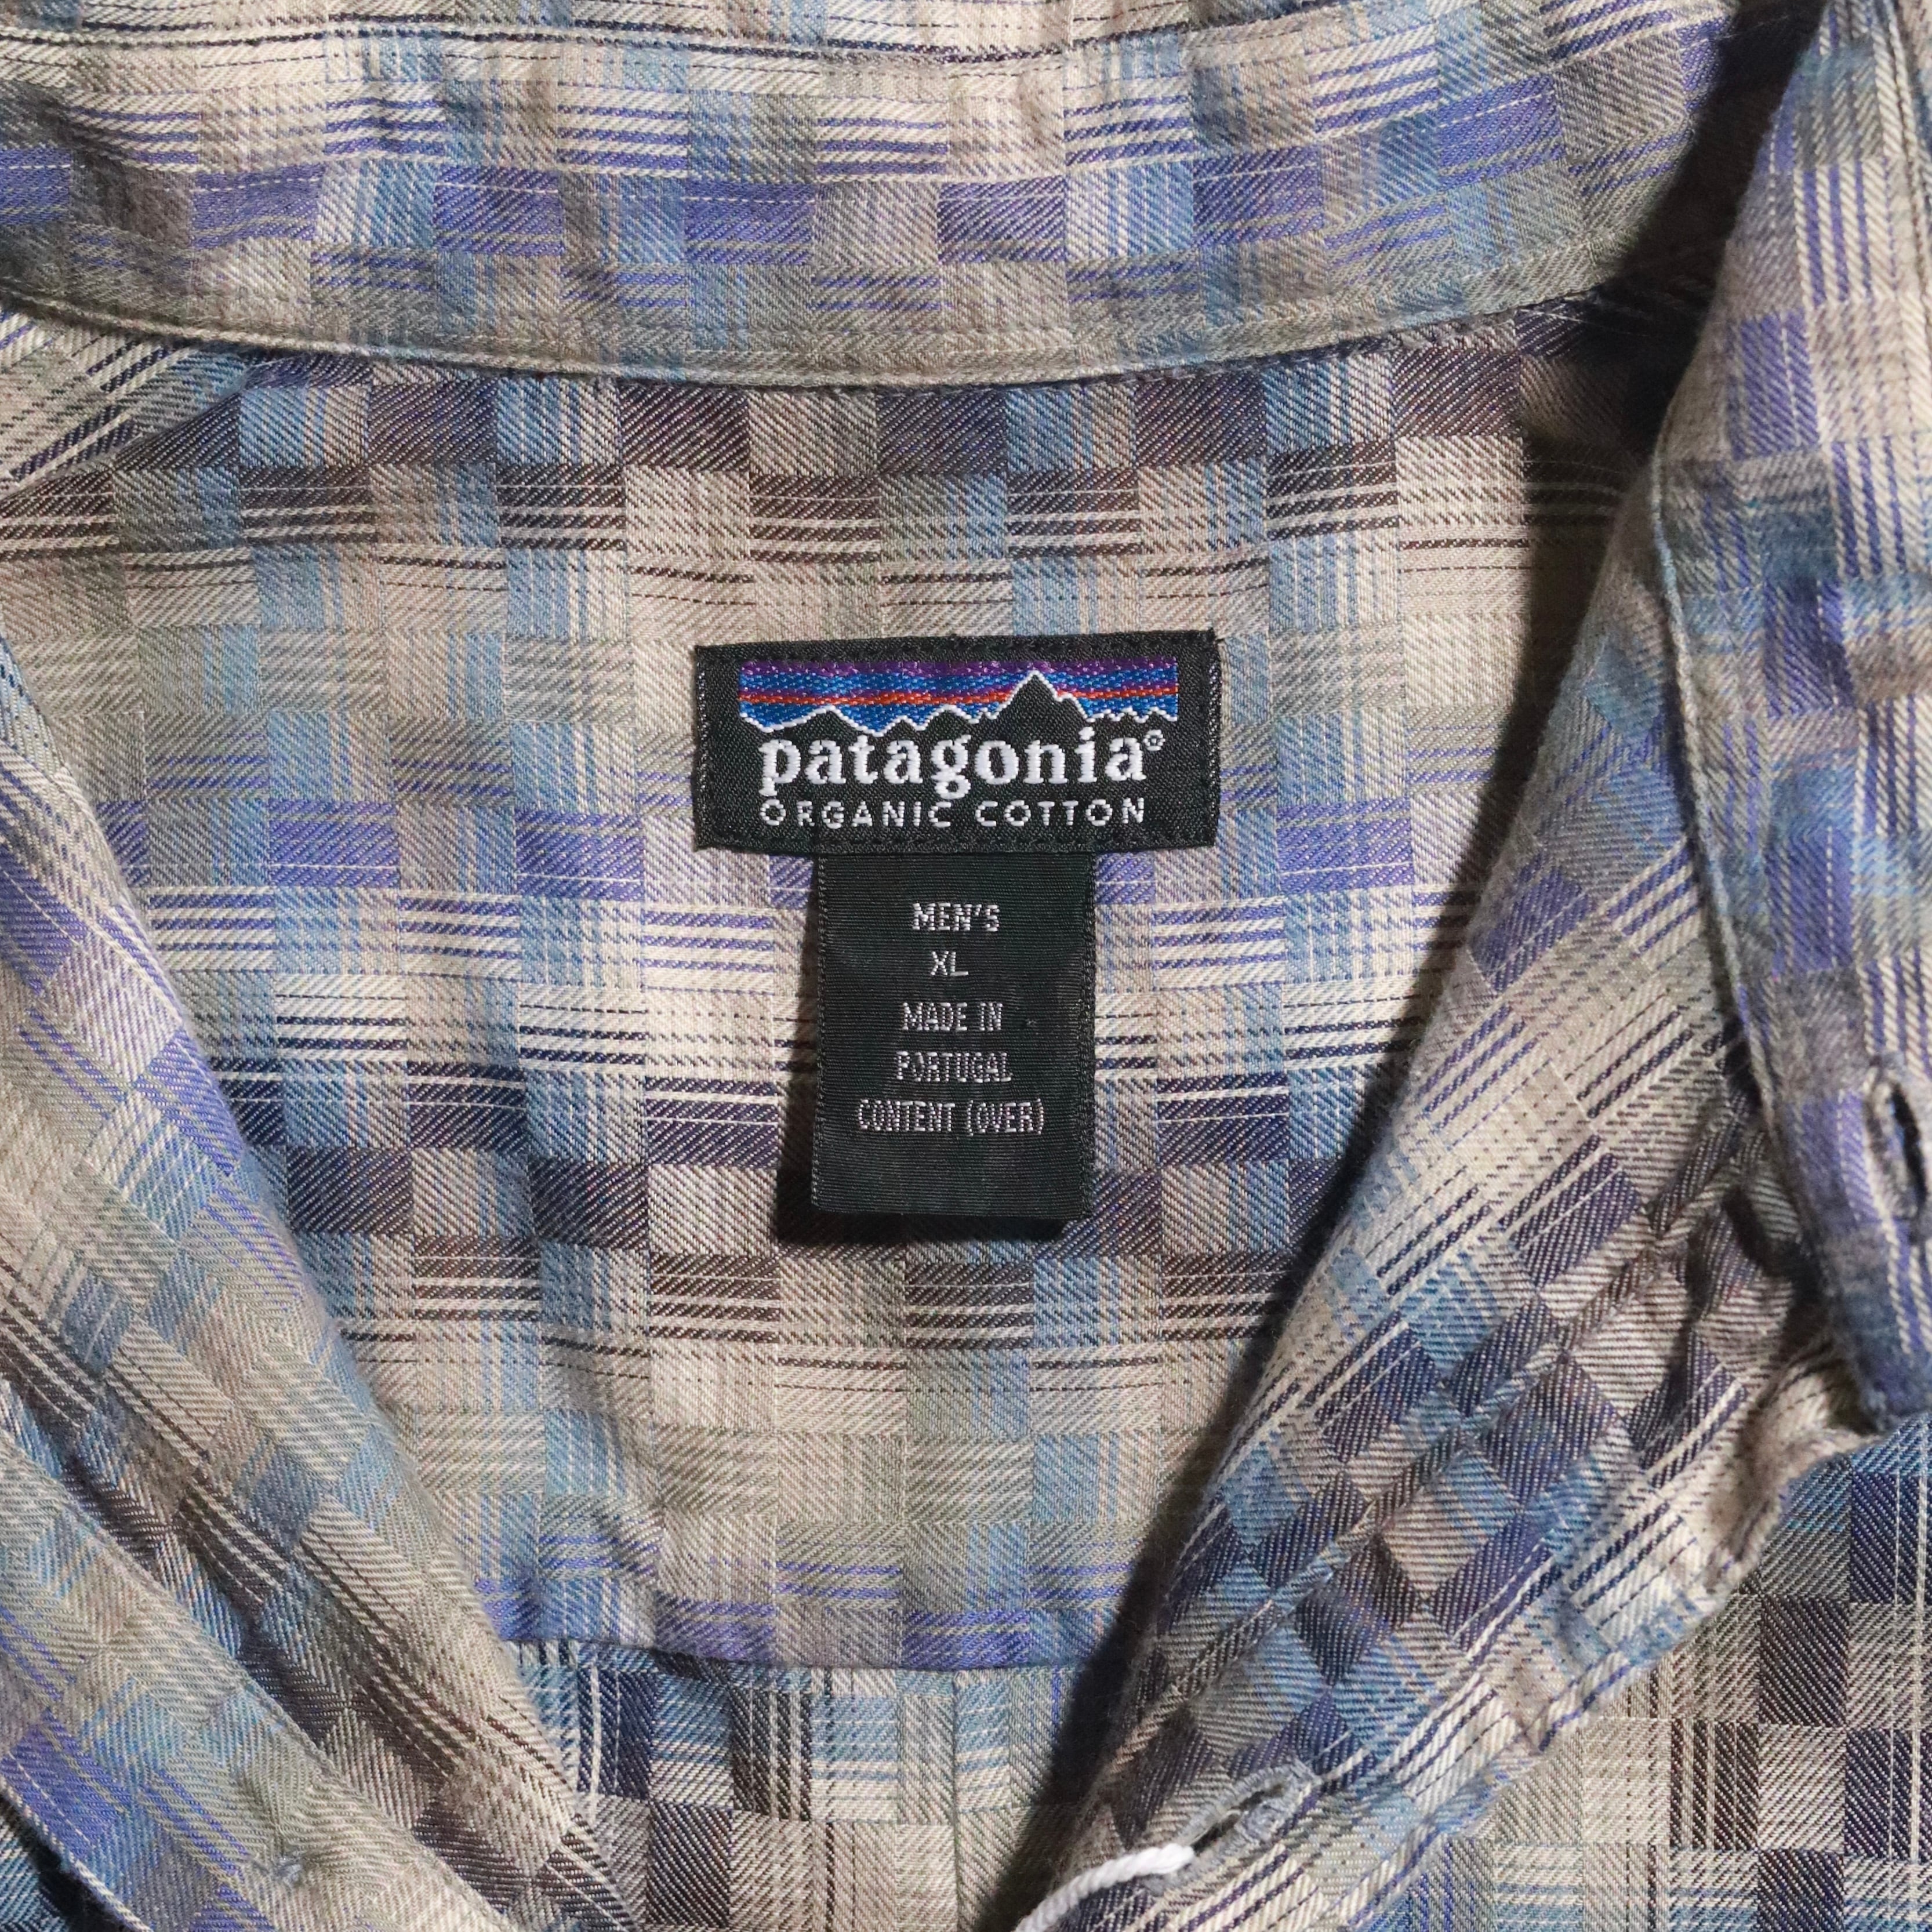 patagonia®
ORGANIC COTTON
MEN'S
XL
MADE IN
PORTUGAL
CONTENT (OVER)